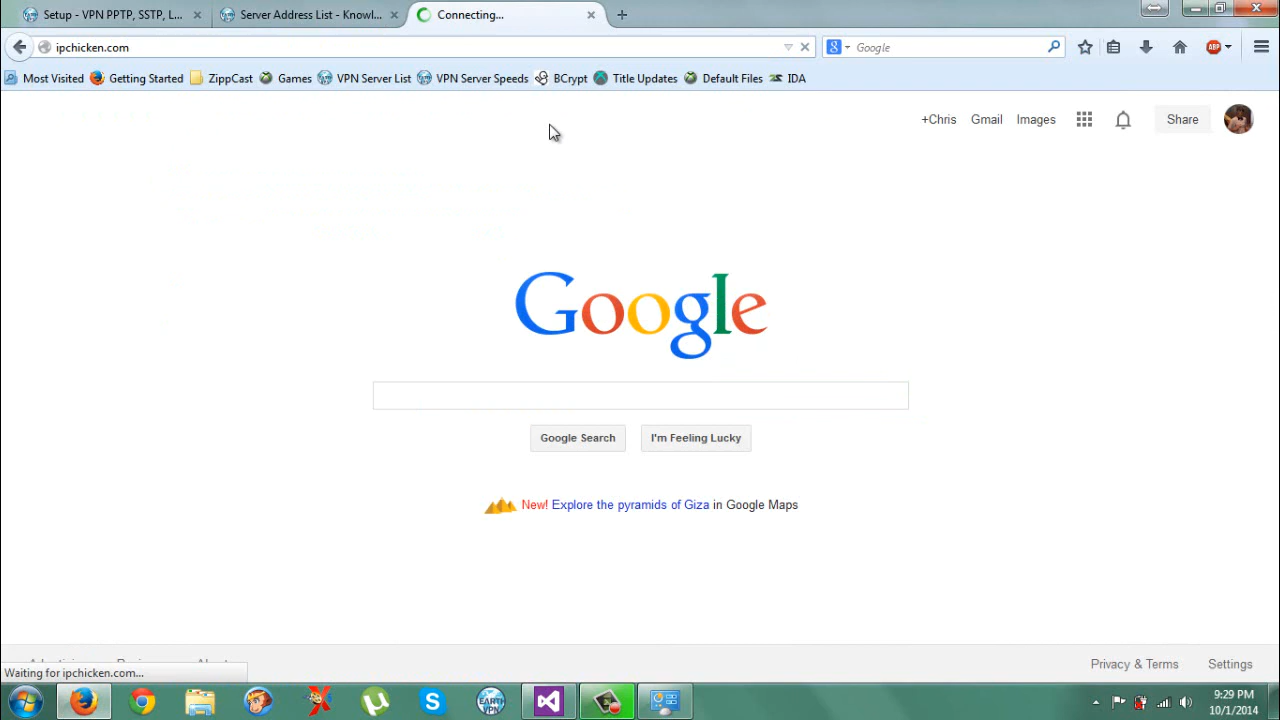 Setup - VPN PPTP, SSTP, L...
Server Address List - Knowl...
Connecting...
ipchicken.com
Google
ABP
Most Visited
Getting Started
ZippCast
Games
VPN Server List
VPN Server Speeds
BCrypt
Title Updates
Default Files
IDA
+Chris
Gmail
Images
Share
Google
Google Search
I'm Feeling Lucky
New! Explore the pyramids of Giza in Google Maps
Waiting for ipchicken.com...
Privacy & Terms
Settings
EARTH
VPN
9:29 PM
10/1/2014